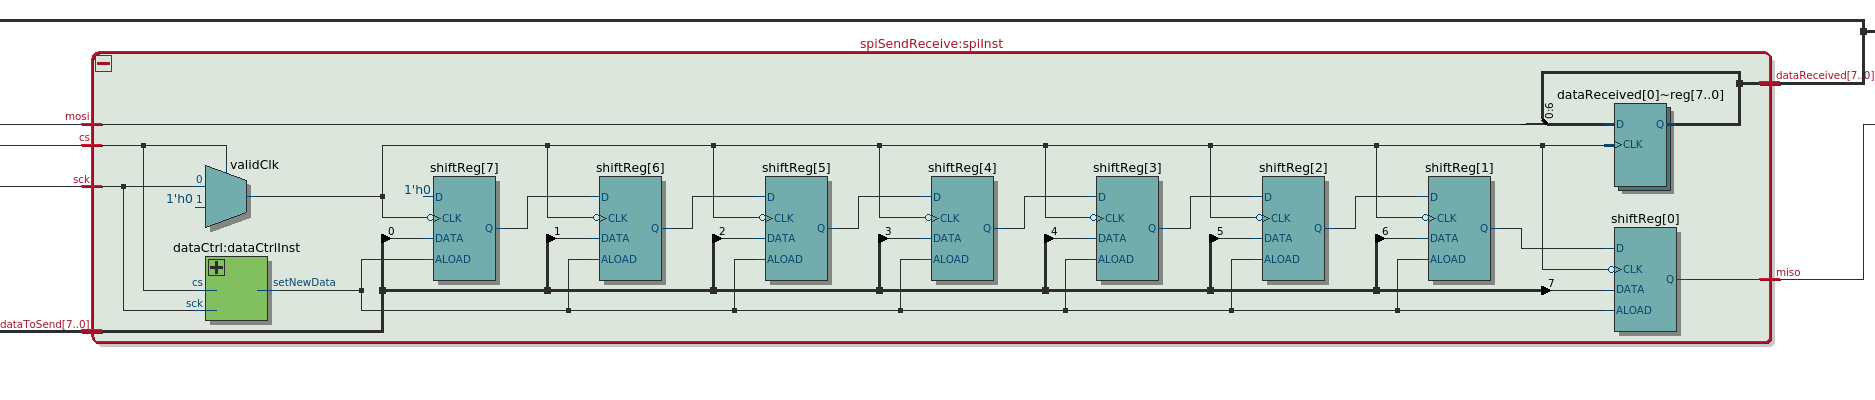 spiSendReceive:spiInst
mosi
cs
sck
dataToSend[7..0]
validClk
0
1'h0 1
dataCtrl:dataCtrlInst
cs
sck
setNewData
shiftReg[7]
1'h0
D
CLK
DATA
ALOAD
Q
0
shiftReg[6]
D
CLK
DATA
ALOAD
Q
1
shiftReg[5]
D
CLK
DATA
ALOAD
Q
2
shiftReg[4]
D
CLK
DATA
ALOAD
Q
3
shiftReg[3]
D
CLK
DATA
ALOAD
Q
4
shiftReg[2]
D
CLK
DATA
ALOAD
Q
5
shiftReg[1]
D
CLK
DATA
ALOAD
Q
6
0:6
dataReceived[0]~reg[7..0]
D
CLK
Q
shiftReg[0]
D
CLK
DATA
ALOAD
Q
7
dataReceived[7..0]
miso